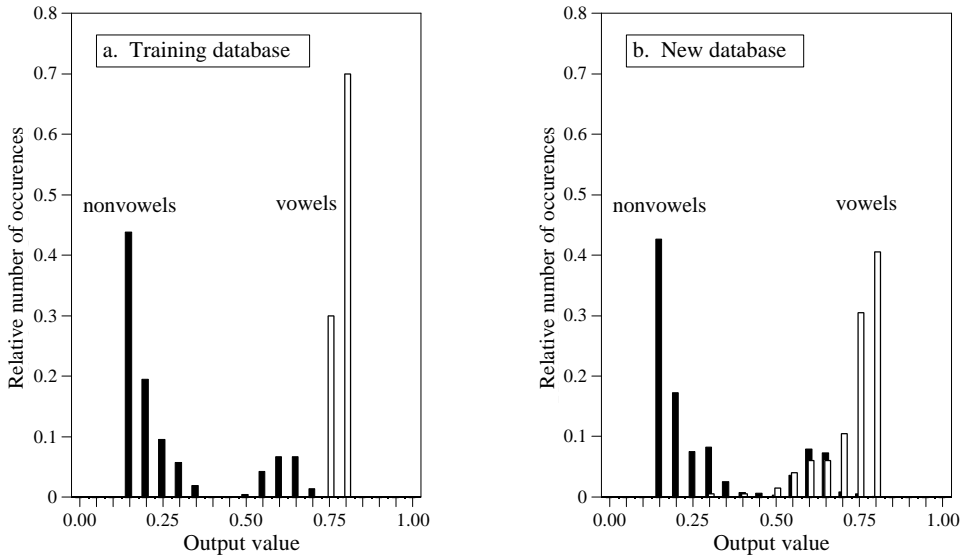 a. Training database
Relative number of occurences
0.8
0.7
0.6
0.5
0.4
0.3
0.2
0.1
0
nonvowels
vowels
0.00 0.25 0.50 0.75 1.00
Output value
b. New database
Relative number of occurences
0.8
0.7
0.6
0.5
0.4
0.3
0.2
0.1
0
nonvowels
vowels
0.00 0.25 0.50 0.75 1.00
Output value